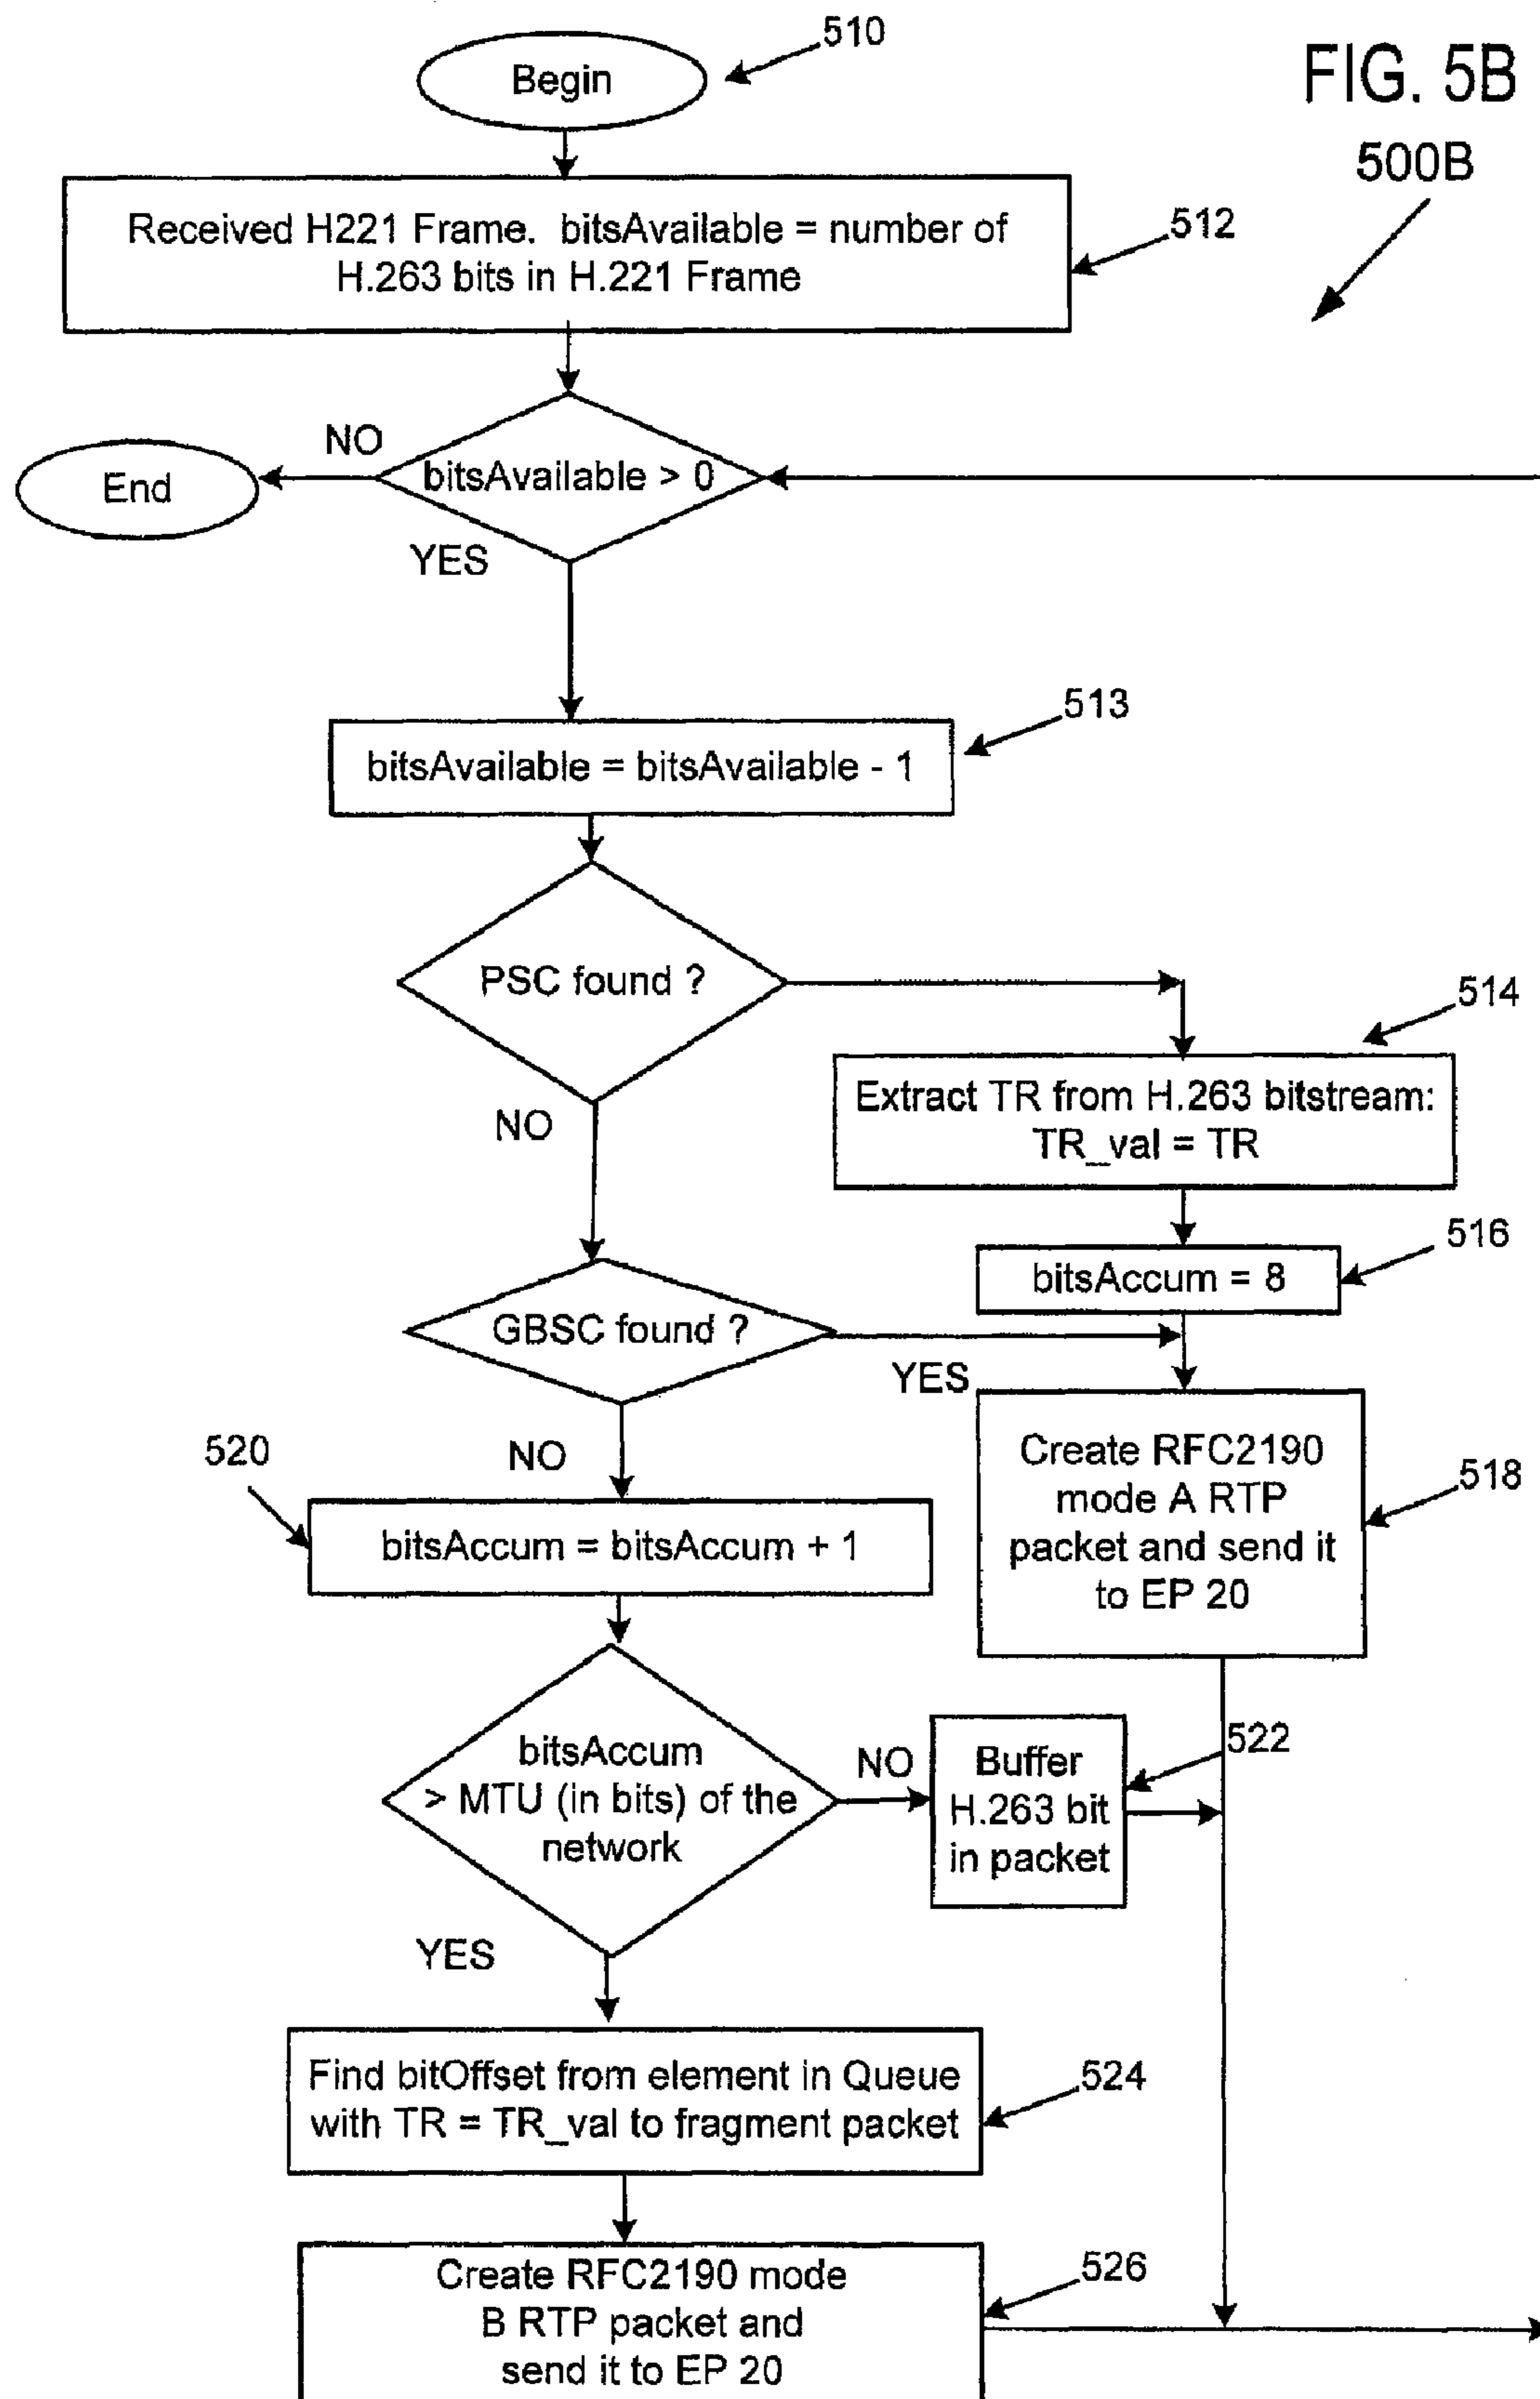 FIG. 5B
500B
510
Begin
Received H221 Frame. bitsAvailable = number of
H.263 bits in H.221 Frame
512
NO
bitsAvailable > 0
End
YES
513
bitsAvailable = bitsAvailable - 1
PSC found ?
514
Extract TR from H.263 bitstream:
TR_val = TR
NO
516
bitsAccum = 8
GBSC found ?
YES
NO
520
Create RFC2190
mode A RTP
packet and send it
to EP 20
518
bitsAccum = bitsAccum + 1
bitsAccum
> MTU (in bits) of the
network
NO
Buffer
H.263 bit
in packet
522
YES
Find bitOffset from element in Queue
with TR = TR_val to fragment packet
524
Create RFC2190 mode
B RTP packet and
send it to EP 20
526